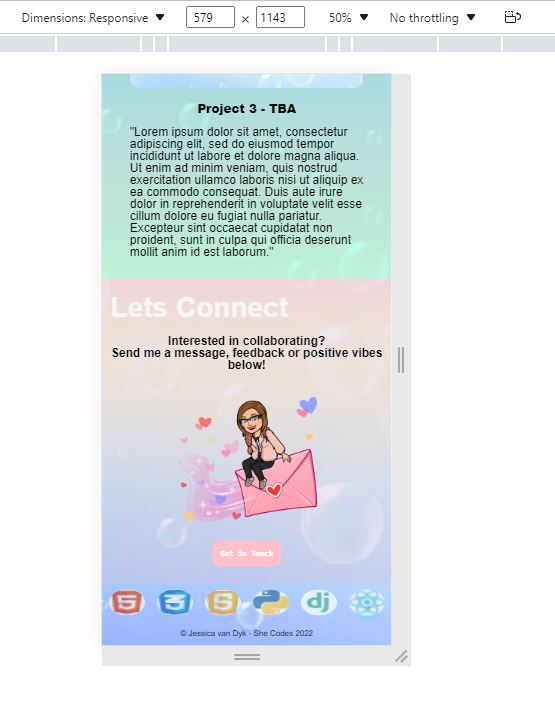 Dimensions: Responsive ▼ 579 × 1143 50% ▼ No throttling ▼
Project 3 - TBA
"Lorem ipsum dolor sit amet, consectetur
adipiscing elit, sed do eiusmod tempor
incididunt ut labore et dolore magna aliqua.
Ut enim ad minim veniam, quis nostrud
exercitation ullamco laboris nisi ut aliquip ex
ea commodo consequat. Duis aute irure
dolor in reprehenderit in voluptate velit esse
cillum dolore eu fugiat nulla pariatur.
Excepteur sint occaecat cupidatat non
proident, sunt in culpa qui officia deserunt
mollit anim id est laborum."
Lets Connect
Interested in collaborating?
Send me a message, feedback or positive vibes
below!
Get in Touch
5 3 S dj
© Jessica van Dyk - She Codes 2022